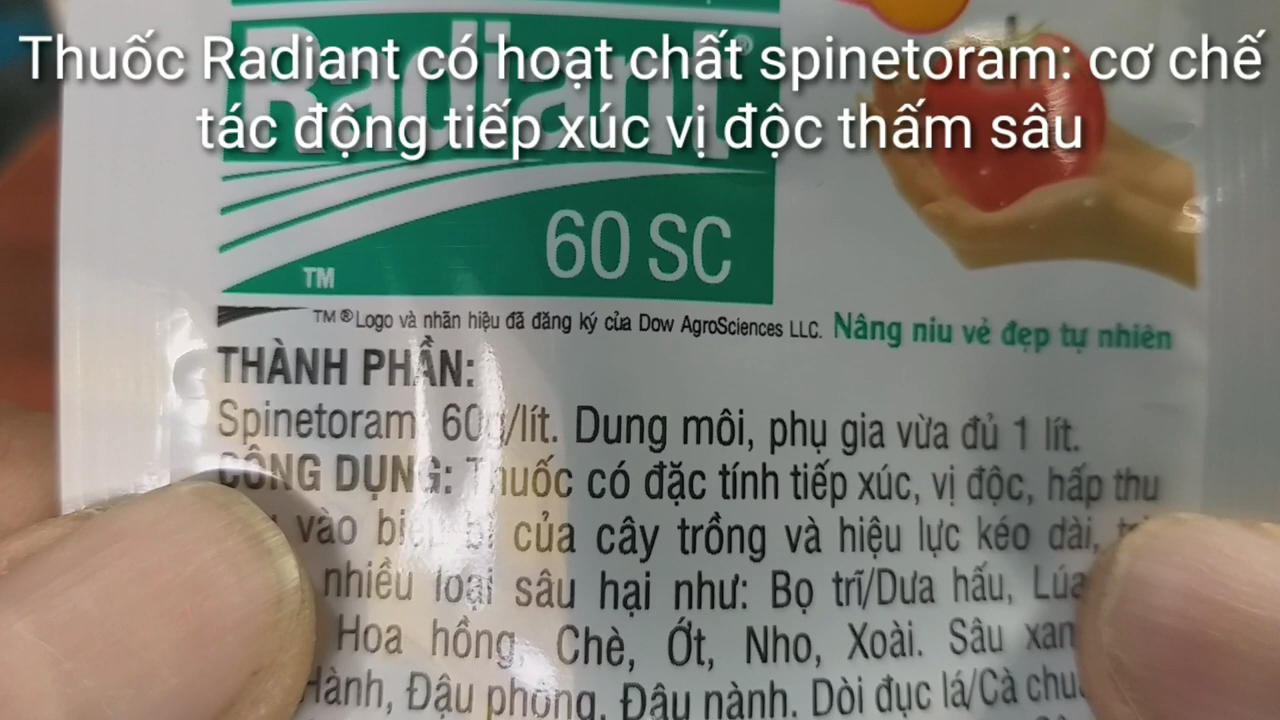 Thuốc Radiant có hoạt chất spinetoram: cơ chế
tác động tiếp xúc vị độc thấm sâu
Radiant®
60 SC
TM
TM ® Logo và nhãn hiệu đã đăng ký của Dow AgroSciences LLC.
Nâng niu vẻ đẹp tự nhiên
THÀNH PHẦN:
Spinetoram 60g/lít. Dung môi, phụ gia vừa đủ 1 lít.
CÔNG DỤNG: Thuốc có đặc tính tiếp xúc, vị độc, hấp thu
vào biểu bì của cây trồng và hiệu lực kéo dài,
nhiều loại sâu hại như: Bọ trĩ/Dưa hấu, Lúa
Hoa hồng, Chè, Ớt, Nho, Xoài. Sâu xan
Hành, Đậu phộng, Đậu nành. Dòi đục lá/Cà chu